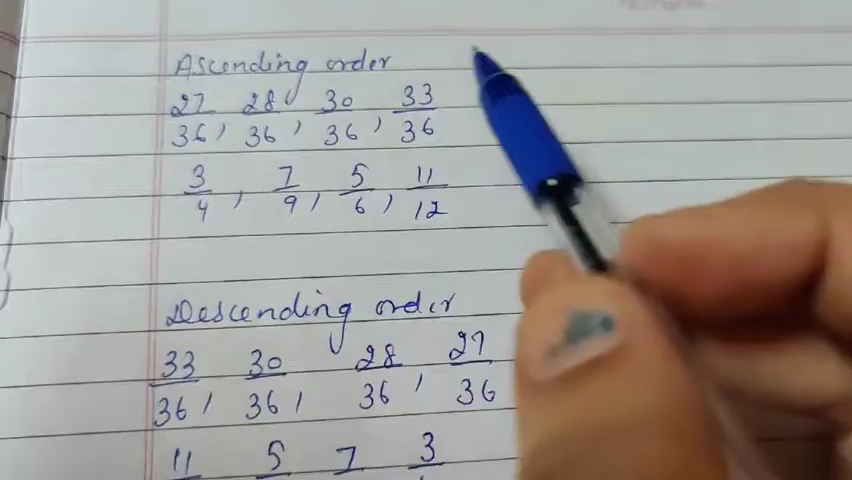 Ascending order
27/36, 28/36, 30/36, 33/36
3/4, 7/9, 5/6, 11/12
Descending order
33/36, 30/36, 28/36, 27/36
11 5 7 3